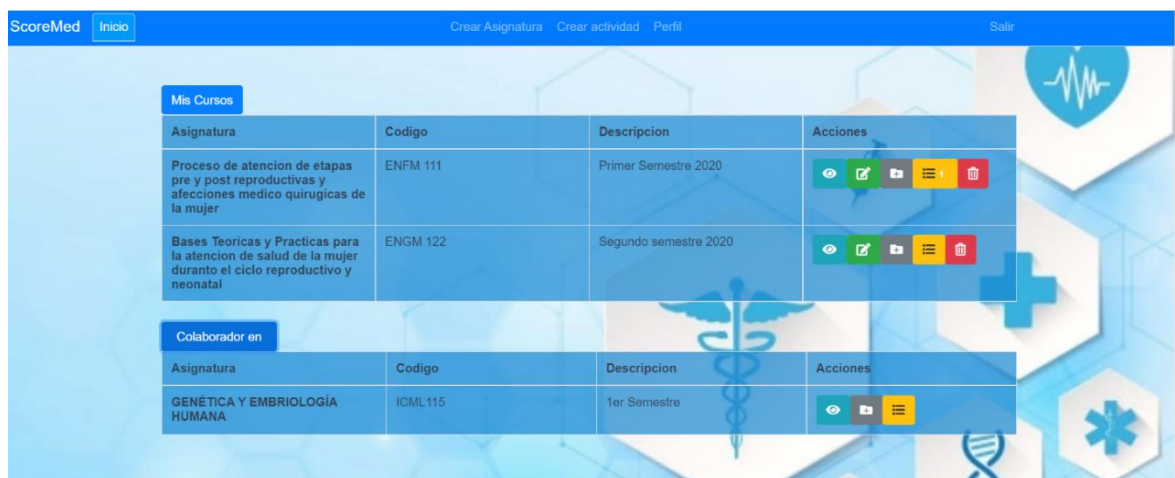 ScoreMed Inicio Crear Asignatura Crear actividad Perfil Salir
Mis Cursos
Asignatura Codigo Descripcion Acciones
Proceso de atencion de etapas ENFM 111 Primer Semestre 2020
pre y post reproductivas y 1
afecciones medico quirugicas de
la mujer
Bases Teoricas y Practicas para ENGM 122 Segundo semestre 2020
la atencion de salud de la mujer
duranto el ciclo reproductivo y
neonatal
Colaborador en
Asignatura Codigo Descripcion Acciones
GENÉTICA Y EMBRIOLOGÍA ICML115 1er Semestre
HUMANA